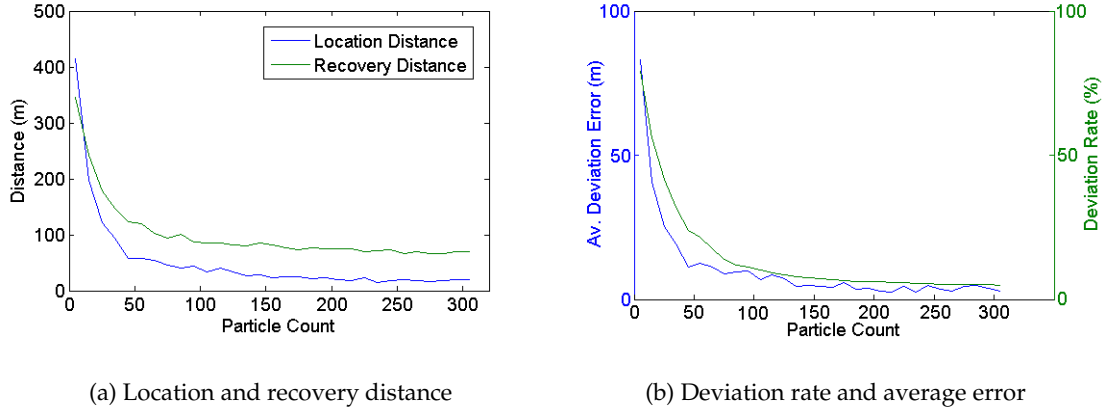 500
400
300
200
100
0
Distance (m)
Location Distance
Recovery Distance
0 50 100 150 200 250 300
Particle Count
(a) Location and recovery distance
100
50
0
Av. Deviation Error (m)
100
50
0
Deviation Rate (%)
0 50 100 150 200 250 300
Particle Count
(b) Deviation rate and average error